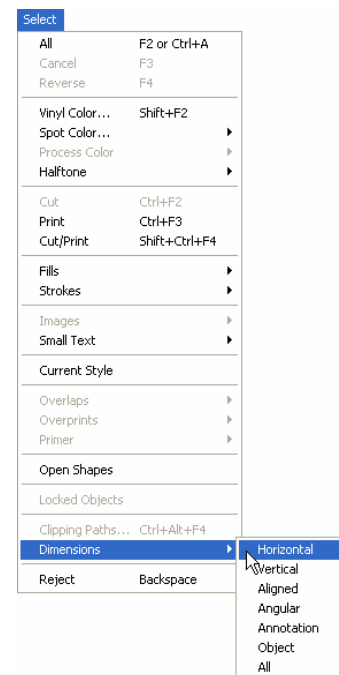 Select
All F2 or Ctrl+A
Cancel F3
Reverse F4
Vinyl Color... Shift+F2
Spot Color...
Process Color
Halftone
Cut Ctrl+F2
Print Ctrl+F3
Cut/Print Shift+Ctrl+F4
Fills
Strokes
Images
Small Text
Current Style
Overlaps
Overprints
Primer
Open Shapes
Locked Objects
Clipping Paths... Ctrl+Alt+F4
Dimensions Horizontal
Vertical
Reject Backspace
Aligned
Angular
Annotation
Object
All